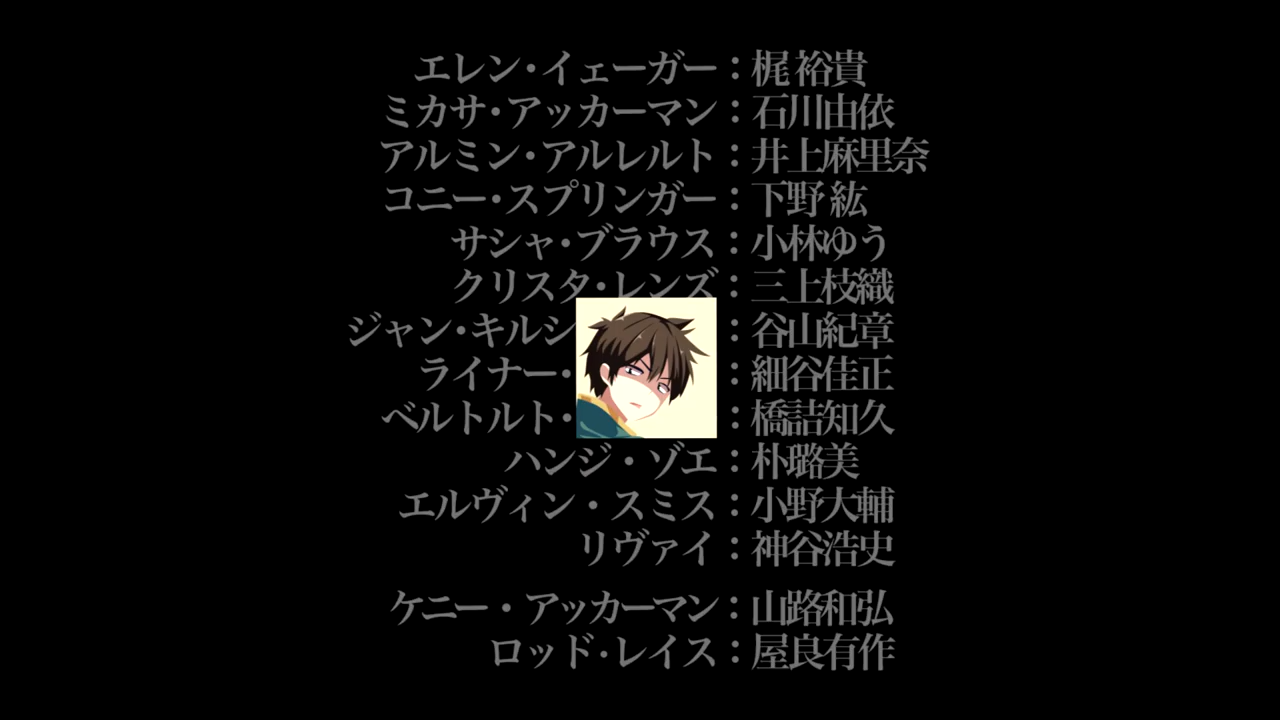 エレン・イェーガー：梶 裕貴
ミカサ・アッカーマン：石川由依
アルミン・アルレルト：井上麻里奈
コニー・スプリンガー：下野 紘
サシャ・ブラウス：小林ゆう
クリスタ・レンズ：三上枝織
ジャン・キルシ：谷山紀章
ライナー・：細谷佳正
ベルトルト・：橋詰知久
ハンジ・ゾエ：朴璐美
エルヴィン・スミス：小野大輔
リヴァイ：神谷浩史
ケニー・アッカーマン：山路和弘
ロッド・レイス：屋良有作